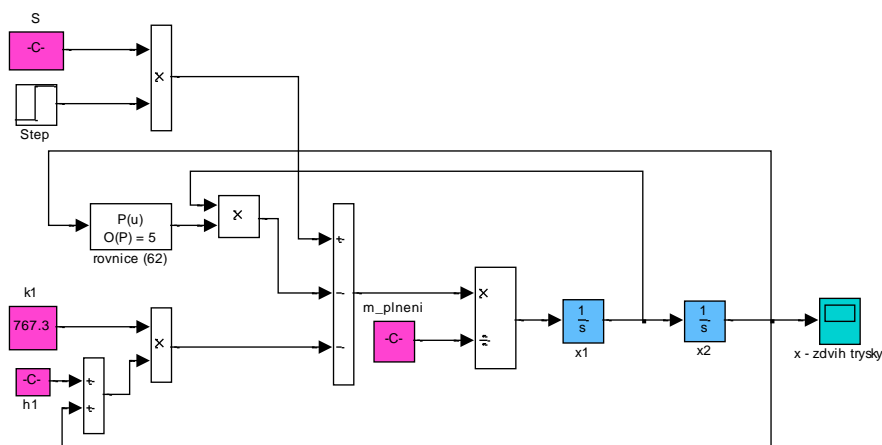 S
-C-
×
Step
P(u)
O(P) = 5
rovnice (62)
×
+
−
−
k1
767.3
×
-C-
h1
+
+
m_plneni
-C-
×
÷
1
s
x1
1
s
x2
x - zdvih trysky